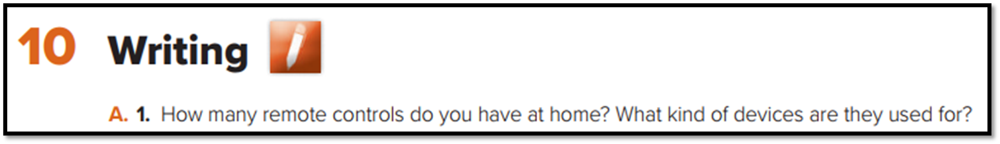 10 Writing
A. 1. How many remote controls do you have at home? What kind of devices are they used for?